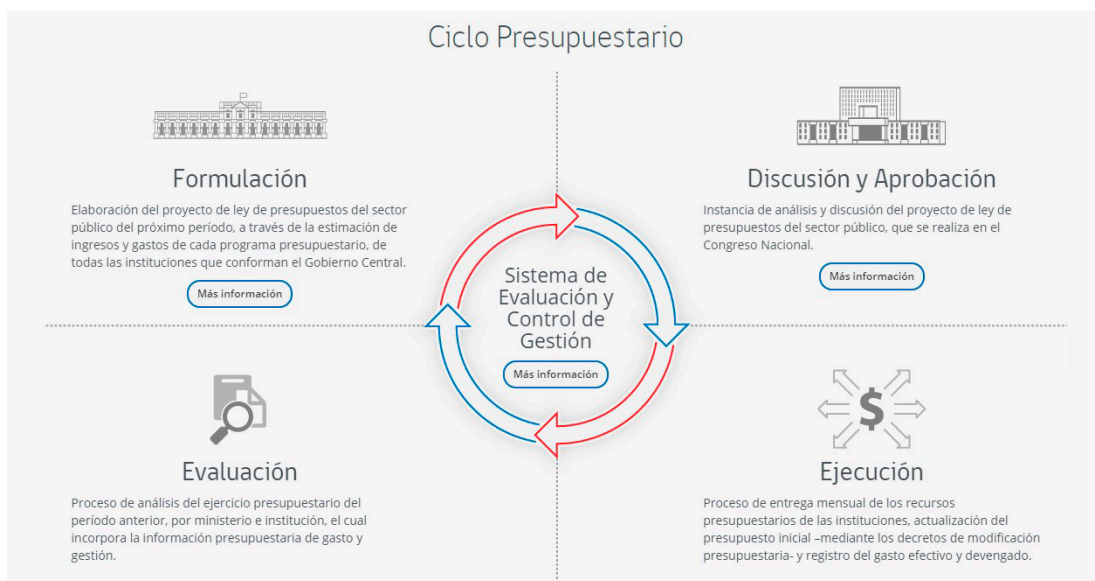 Ciclo Presupuestario
Formulación
Elaboración del proyecto de ley de presupuestos del sector
público del próximo período, a través de la estimación de
ingresos y gastos de cada programa presupuestario, de
todas las instituciones que conforman el Gobierno Central.
Más información
Discusión y Aprobación
Instancia de análisis y discusión del proyecto de ley de
presupuestos del sector público, que se realiza en el
Congreso Nacional.
Más información
Sistema de
Evaluación y
Control de
Gestión
Más información
Evaluación
Proceso de análisis del ejercicio presupuestario del
período anterior, por ministerio e institución, el cual
incorpora la información presupuestaria de gasto y
gestión.
$
Ejecución
Proceso de entrega mensual de los recursos
presupuestarios de las instituciones, actualización del
presupuesto inicial –mediante los decretos de modificación
presupuestaria- y registro del gasto efectivo y devengado.